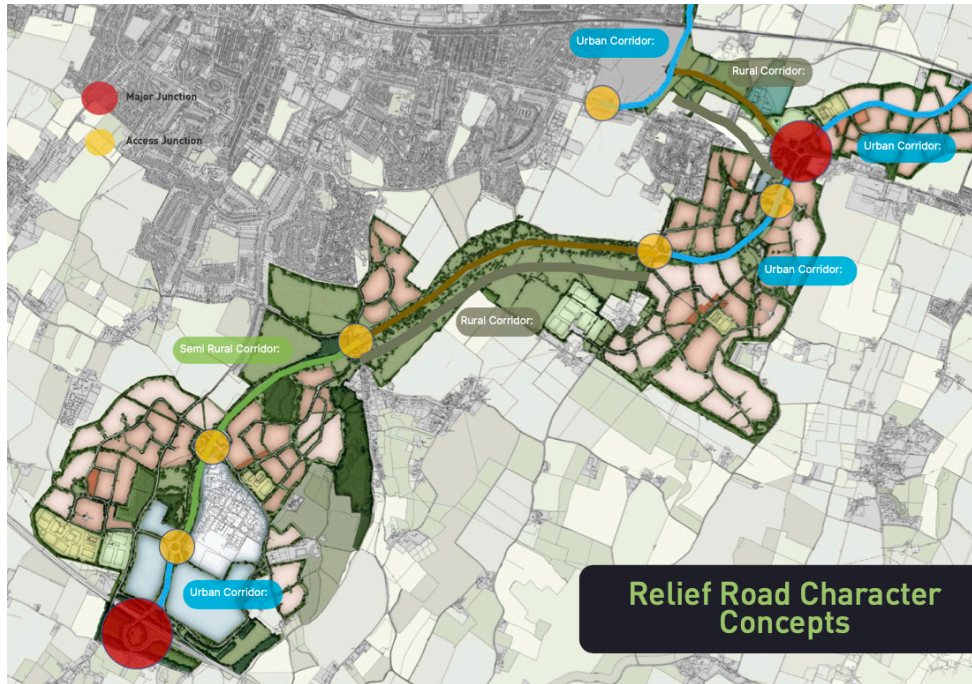 Urban Corridor:
Rural Corridor:
Major Junction
Access Junction
Urban Corridor:
Urban Corridor:
Rural Corridor:
Semi Rural Corridor:
Urban Corridor:
Relief Road Character
Concepts